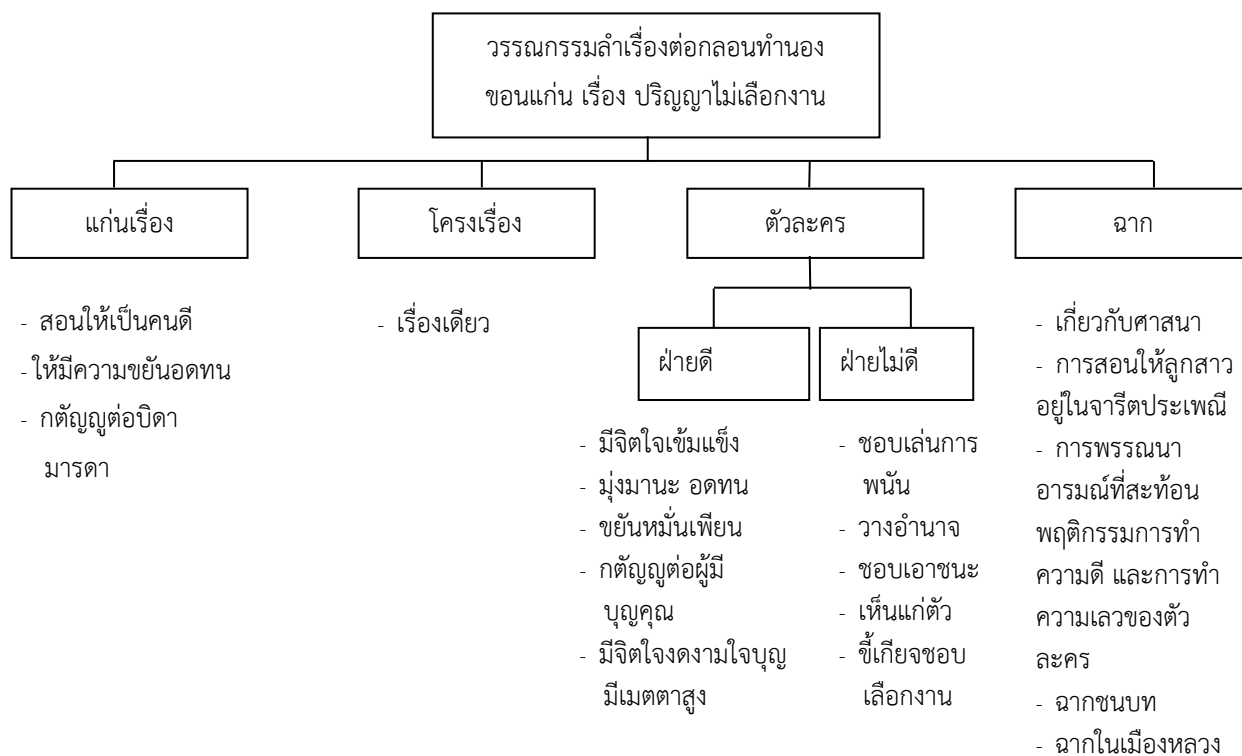 วรรณกรรมลำเรื่องต่อกลอนทำนอง
ขอนแก่น เรื่อง ปริญญาไม่เลือกงาน
แก่นเรื่อง
โครงเรื่อง
ตัวละคร
ฉาก
- สอนให้เป็นคนดี
-ให้มีความขยันอดทน
- กตัญญูต่อบิดา
มารดา
- เรื่องเดียว
ฝ่ายดี
ฝ่ายไม่ดี
- มีจิตใจเข้มแข็ง
- มุ่งมานะ อดทน
- ขยันหมั่นเพียน
- กตัญญูต่อผู้มี
บุญคุณ
- มีจิตใจงดงามใจบุญ
มีเมตตาสูง
- ชอบเล่นการ
พนัน
- วางอำนาจ
- ชอบเอาชนะ
- เห็นแก่ตัว
- ขี้เกียจชอบ
เลือกงาน
- เกี่ยวกับศาสนา
- การสอนให้ลูกสาว
อยู่ในจารีตประเพณี
- การพรรณนา
อารมณ์ที่สะท้อน
พฤติกรรมการทำ
ความดี และการทำ
ความเลวของตัว
ละคร
- ฉากชนบท
- ฉากในเมืองหลวง